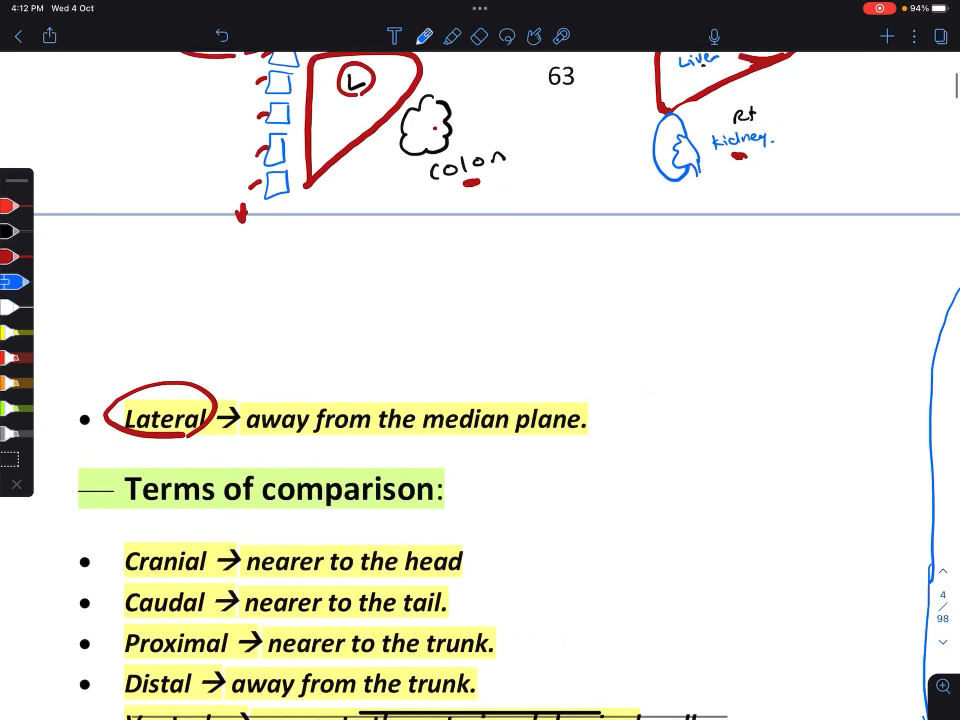 4:12 PM Wed 4 Oct
94%
L
63
Liver
Rt
Kidney.
colon
• Lateral → away from the median plane.
Terms of comparison:
• Cranial → nearer to the head
• Caudal → nearer to the tail.
• Proximal → nearer to the trunk.
• Distal → away from the trunk.
4
/
98